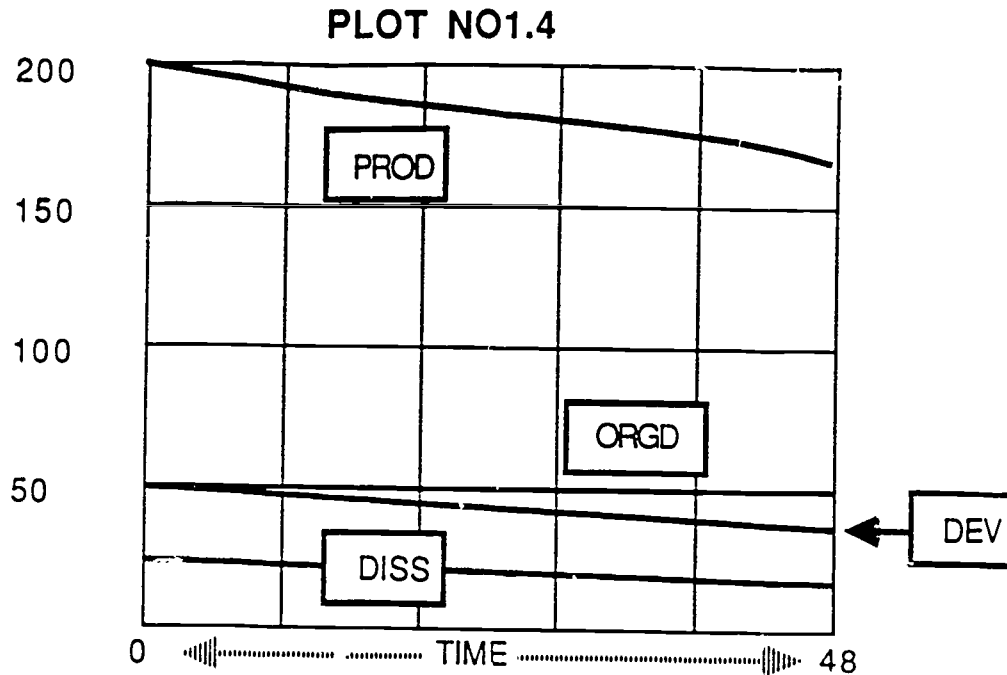 PLOT NO1.4
200
PROD
150
100
ORGD
50
DEV
DISS
0 TIME 48